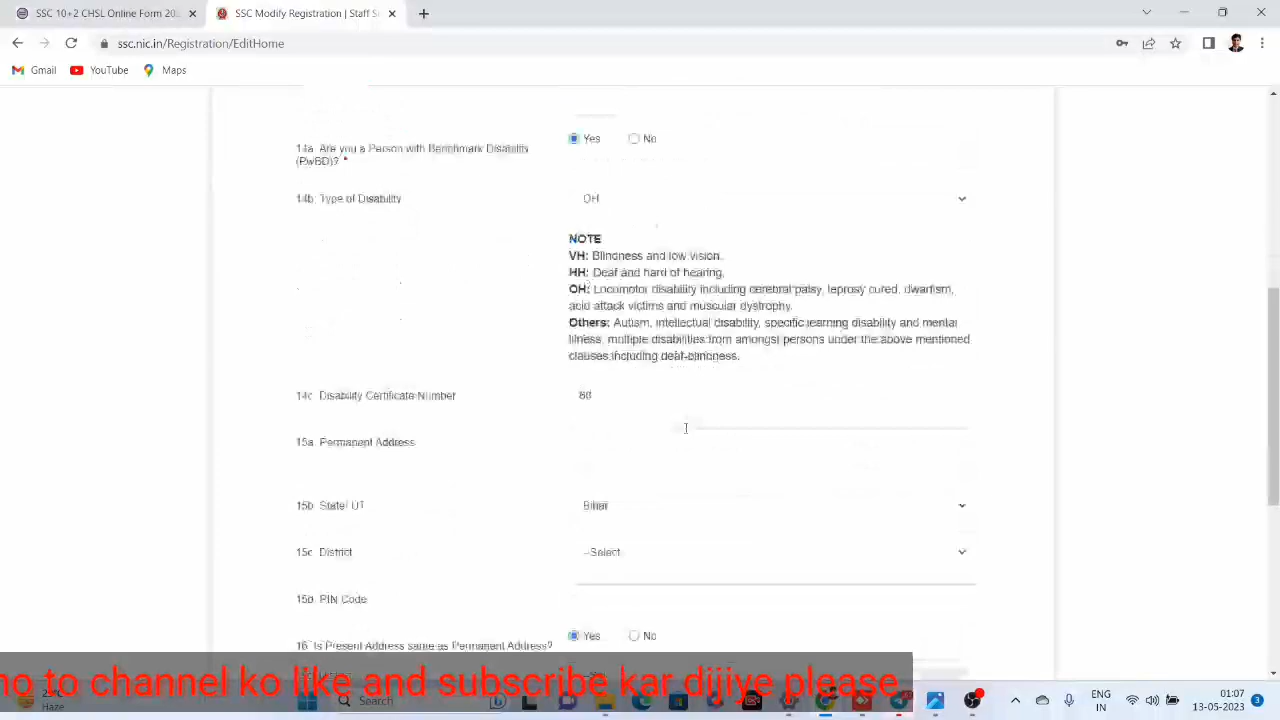 SSC 10+2 CHSL Online Form 202
SSC Modify Registration | Staff S
ssc.nic.in/Registration/EditHome
Gmail YouTube Maps
14a. Are you a Person with Benchmark Disability
(PwBD)? *
Yes No
14b. Type of Disability
OH
NOTE
VH: Blindness and low vision.
HH: Deaf and hard of hearing.
OH: Locomotor disability including cerebral palsy, leprosy cured, dwarfism,
acid attack victims and muscular dystrophy.
Others: Autism, intellectual disability, specific learning disability and mental
illness, multiple disabilities from amongst persons under the above mentioned
clauses including deaf-blindness.
14c. Disability Certificate Number
15a. Permanent Address
15b. State/ UT
Bihar
15c. District
--Select
15d. PIN Code
16. Is Present Address same as Permanent Address?
Yes No
ho to channel ko like and subscribe kar dijiye please
Haze
Search
ENG
IN
01:07
13-05-2023
3